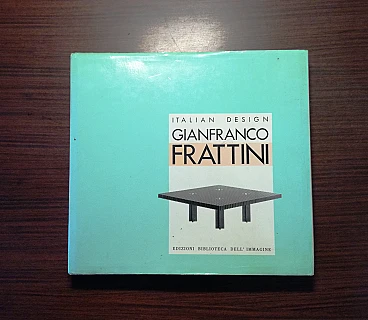 ITALIAN DESIGN
GIANFRANCO
FRATTINI
EDIZIONI BIBLIOTECA DELL'IMMAGINE